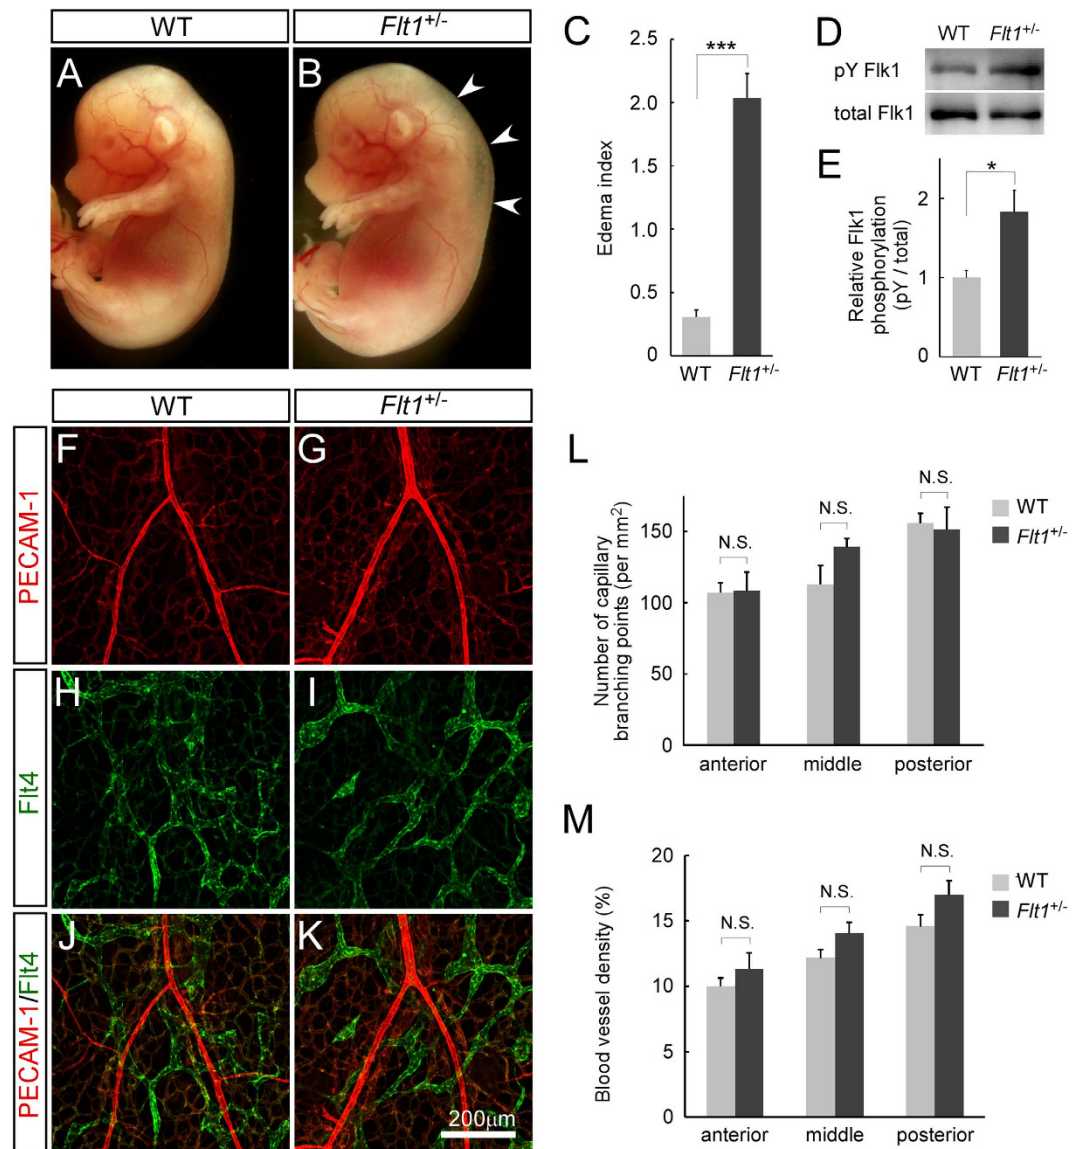 WT
Flt1+/-
A
B
C
***
Edema index
2.5
2.0
1.5
1.0
0.5
0
WT
Flt1+/-
D
WT
Flt1+/-
pY Flk1
total Flk1
E
*
Relative Flk1
phosphorylation
(pY / total)
2
1
0
WT
Flt1+/-
WT
Flt1+/-
PECAM-1
F
G
Flt4
H
I
PECAM-1/Flt4
J
K
200μm
L
Number of capillary
branching points (per mm2)
150
100
50
0
N.S.
N.S.
N.S.
WT
Flt1+/-
anterior
middle
posterior
M
Blood vessel density (%)
20
15
10
5
0
N.S.
N.S.
N.S.
WT
Flt1+/-
anterior
middle
posterior